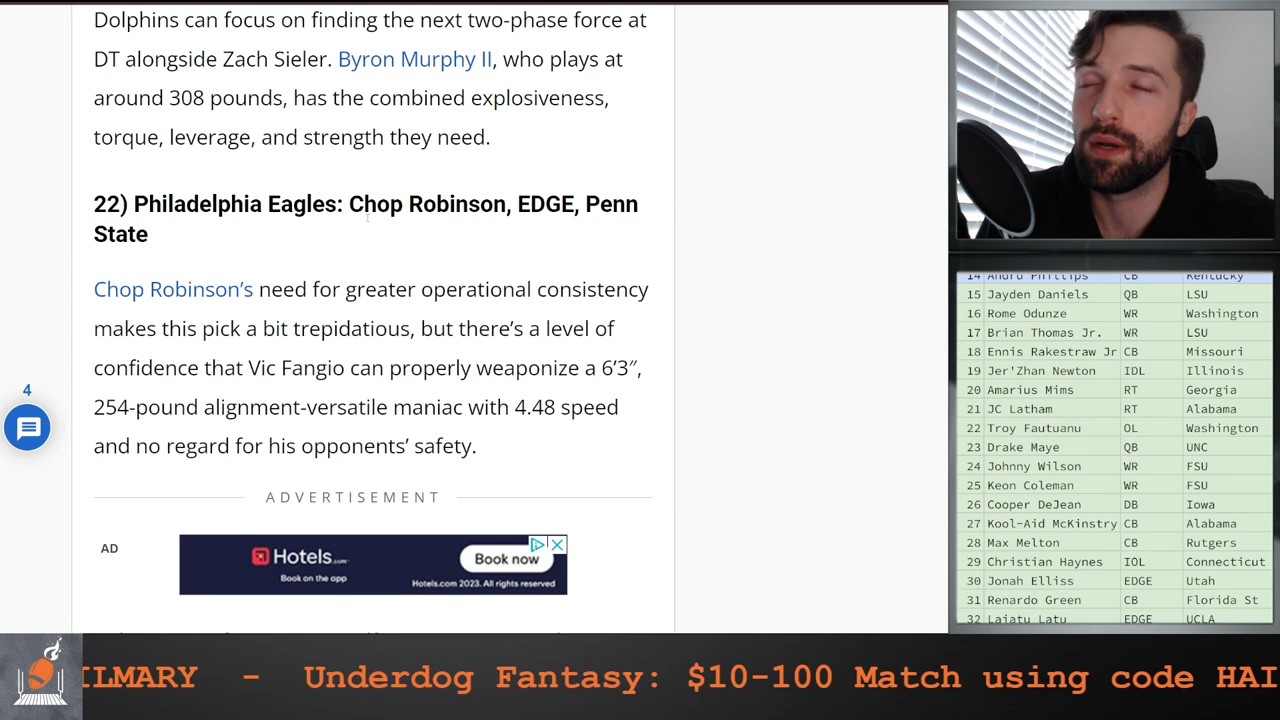 Dolphins can focus on finding the next two-phase force at
DT alongside Zach Sieler. Byron Murphy II, who plays at
around 308 pounds, has the combined explosiveness,
torque, leverage, and strength they need.
22) Philadelphia Eagles: Chop Robinson, EDGE, Penn
State
Chop Robinson's need for greater operational consistency
makes this pick a bit trepidatious, but there's a level of
confidence that Vic Fangio can properly weaponize a 6'3″,
254-pound alignment-versatile maniac with 4.48 speed
and no regard for his opponents' safety.
4
ADVERTISEMENT
AD
Hotels.com
Book on the app
Book now
Hotels.com 2023. All rights reserved
14 Andru Phillips CB Kentucky
15 Jayden Daniels QB LSU
16 Rome Odunze WR Washington
17 Brian Thomas Jr. WR LSU
18 Ennis Rakestraw Jr CB Missouri
19 Jer'Zhan Newton IDL Illinois
20 Amarius Mims RT Georgia
21 JC Latham RT Alabama
22 Troy Fautuanu OL Washington
23 Drake Maye QB UNC
24 Johnny Wilson WR FSU
25 Keon Coleman WR FSU
26 Cooper DeJean DB Iowa
27 Kool-Aid McKinstry CB Alabama
28 Max Melton CB Rutgers
29 Christian Haynes IOL Connecticut
30 Jonah Elliss EDGE Utah
31 Renardo Green CB Florida St
32 Laiatu Latu EDGE UCLA
ILMARY - Underdog Fantasy: $10-100 Match using code HAI